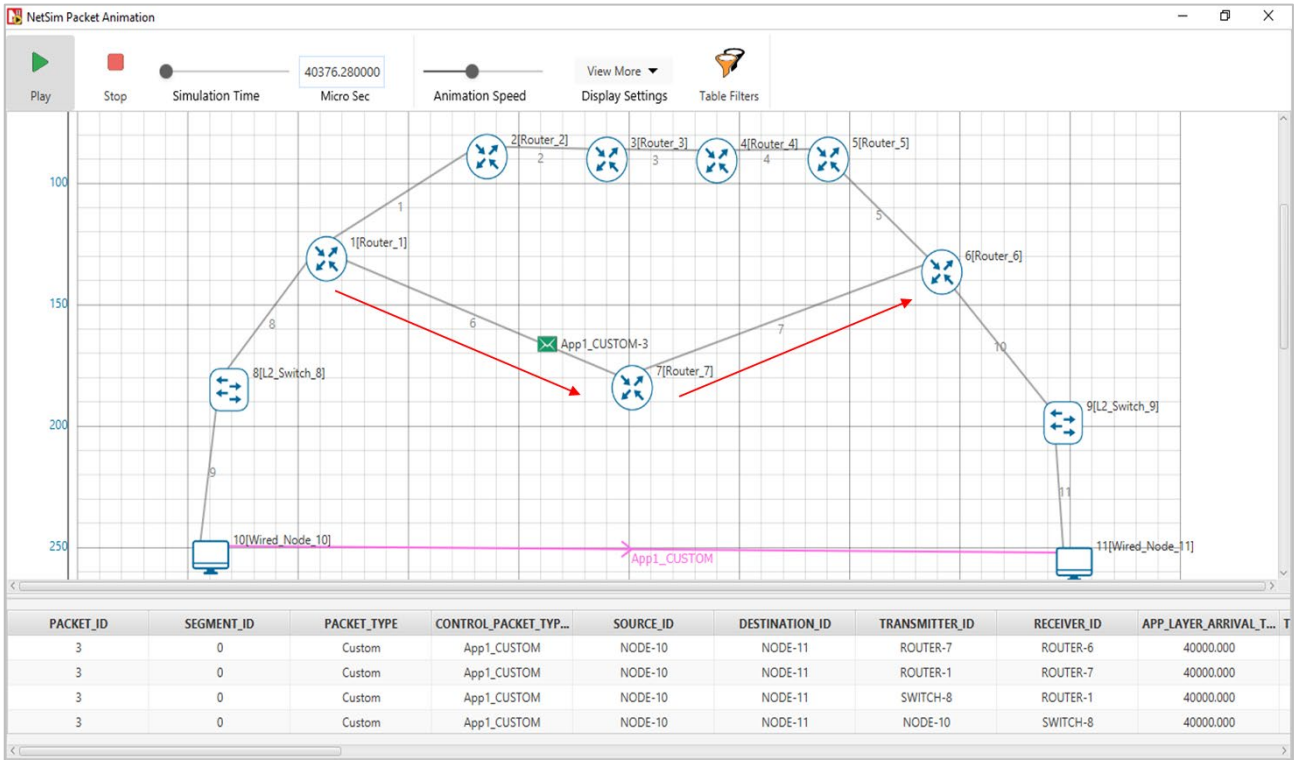 NetSim Packet Animation
40376.280000
View More
Play
Stop
Simulation Time
Micro Sec
Animation Speed
Display Settings
Table Filters
2[Router_2]
3[Router_3]
4[Router_4]
5[Router_5]
2
3
4
100
1
5
1[Router_1]
6[Router_6]
150
8
6
7
App1_CUSTOM-3
10
8[L2_Switch_8]
7[Router_7]
9[L2_Switch_9]
200
9
11
10[Wired_Node_10]
250
11[Wired_Node_11]
App1_CUSTOM
PACKET_ID SEGMENT_ID PACKET_TYPE CONTROL_PACKET_TYP... SOURCE_ID DESTINATION_ID TRANSMITTER_ID RECEIVER_ID APP_LAYER_ARRIVAL_T... T
3 0 Custom App1_CUSTOM NODE-10 NODE-11 ROUTER-7 ROUTER-6 40000.000
3 0 Custom App1_CUSTOM NODE-10 NODE-11 ROUTER-1 ROUTER-7 40000.000
3 0 Custom App1_CUSTOM NODE-10 NODE-11 SWITCH-8 ROUTER-1 40000.000
3 0 Custom App1_CUSTOM NODE-10 NODE-11 NODE-10 SWITCH-8 40000.000